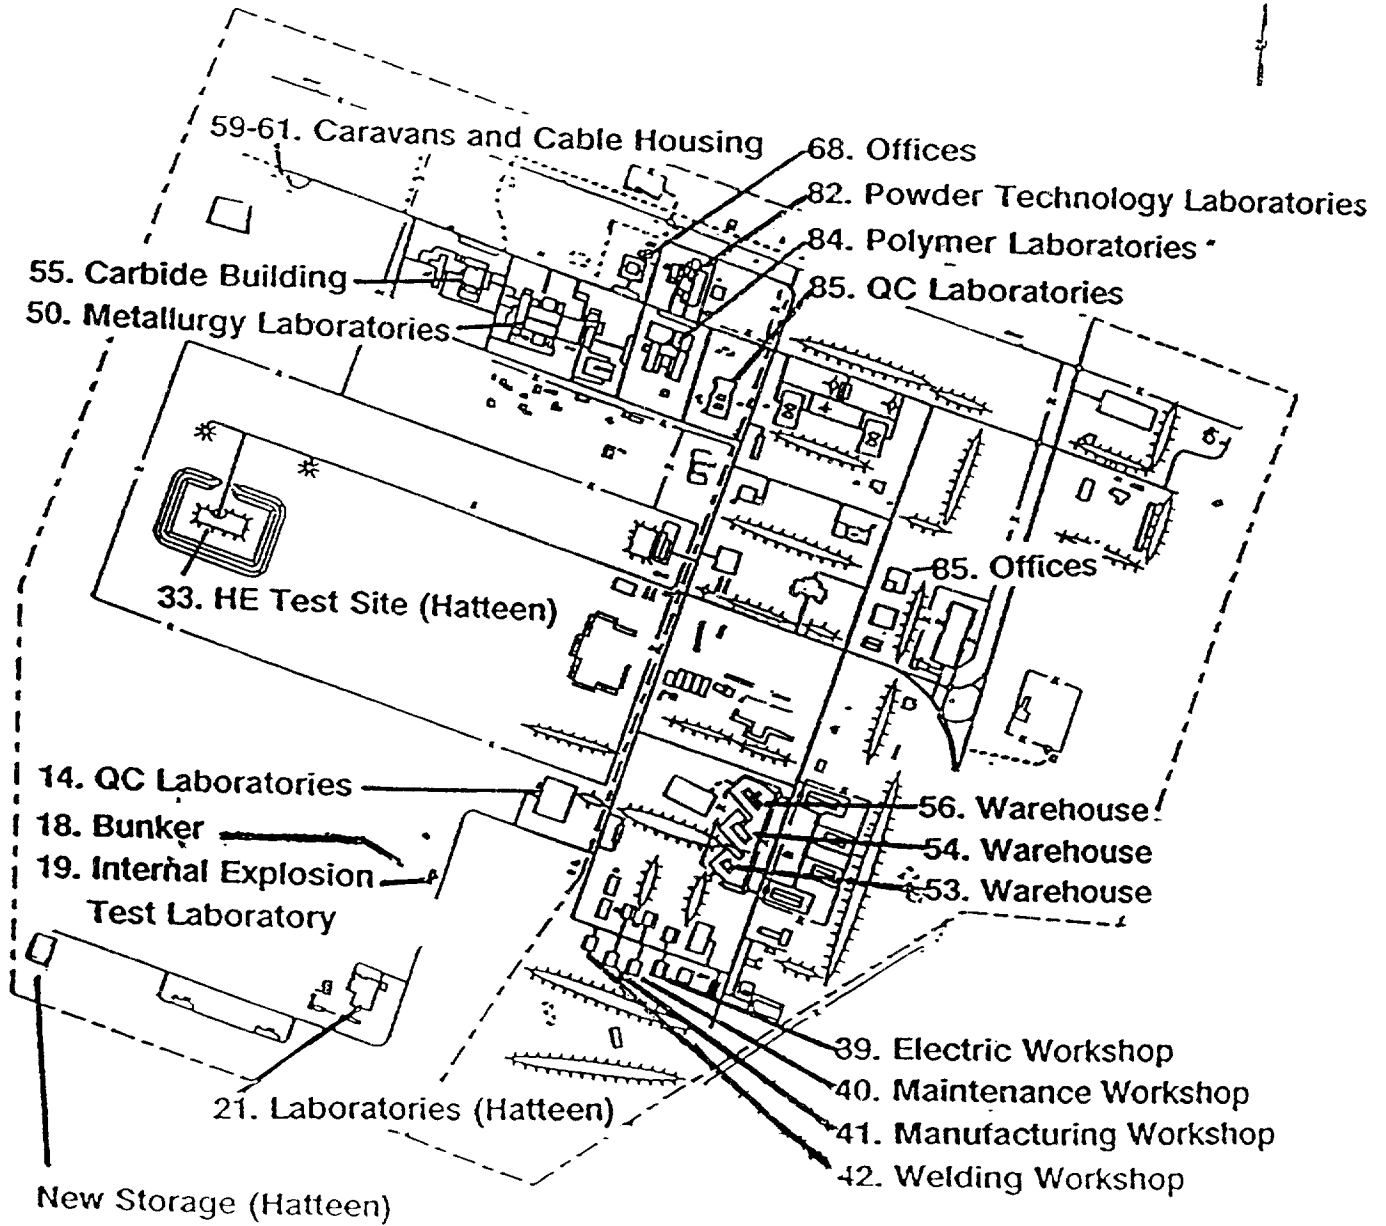 59-61. Caravans and Cable Housing
68. Offices
82. Powder Technology Laboratories
84. Polymer Laboratories
85. QC Laboratories
55. Carbide Building
50. Metallurgy Laboratories
85. Offices
33. HE Test Site (Hatteen)
14. QC Laboratories
18. Bunker
19. Internal Explosion
Test Laboratory
56. Warehouse
54. Warehouse
53. Warehouse
39. Electric Workshop
40. Maintenance Workshop
41. Manufacturing Workshop
42. Welding Workshop
21. Laboratories (Hatteen)
New Storage (Hatteen)